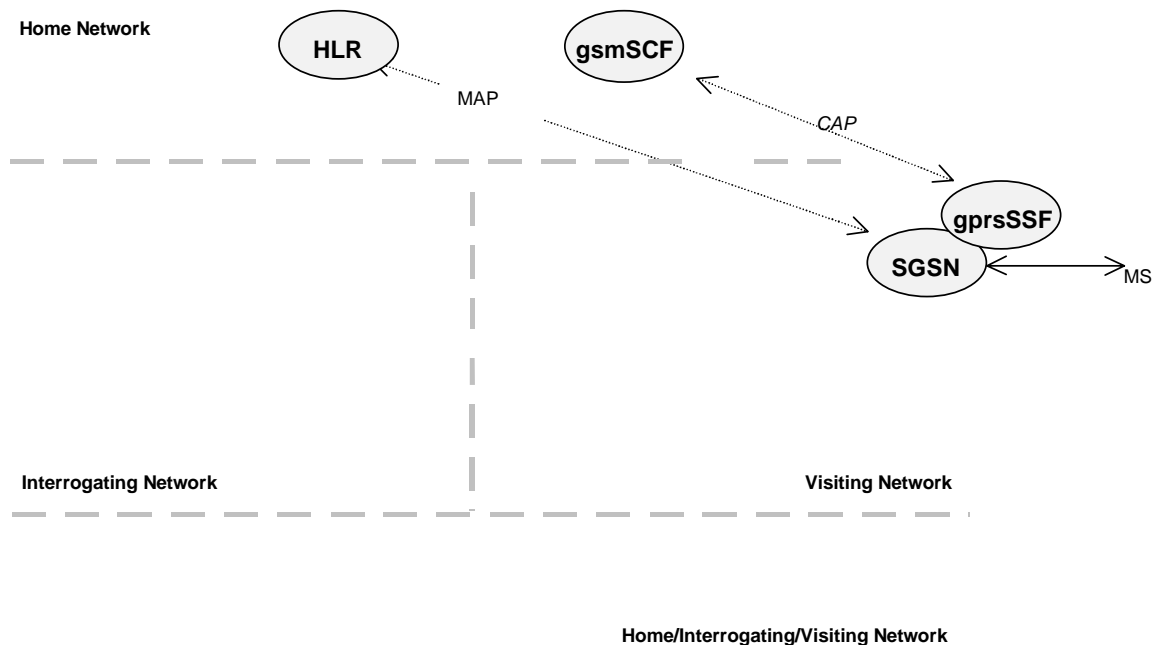 Home Network
HLR
gsmSCF
MAP
CAP
gprsSSF
SGSN
MS
Interrogating Network
Visiting Network
Home/Interrogating/Visiting Network